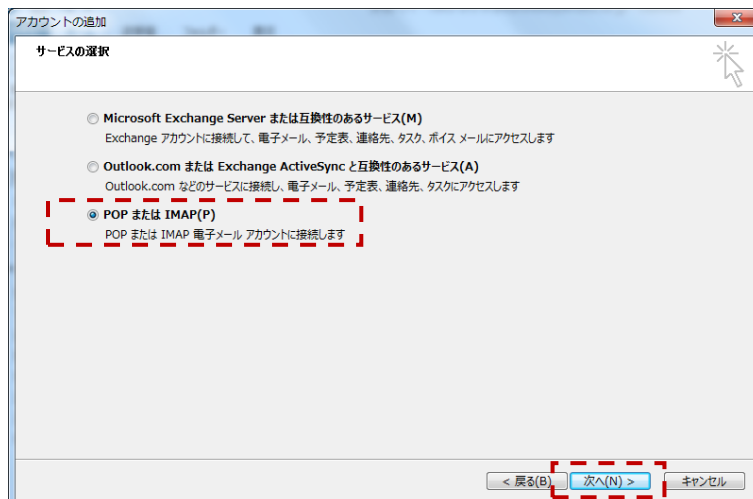 アカウントの追加
サービスの選択
Microsoft Exchange Server または互換性のあるサービス(M)
Exchange アカウントに接続して、電子メール、予定表、連絡先、タスク、ボイス メールにアクセスします
Outlook.com または Exchange ActiveSync と互換性のあるサービス(A)
Outlook.com などのサービスに接続し、電子メール、予定表、連絡先、タスクにアクセスします
POP または IMAP(P)
POP または IMAP 電子メール アカウントに接続します
< 戻る(B) 次へ(N) > キャンセル